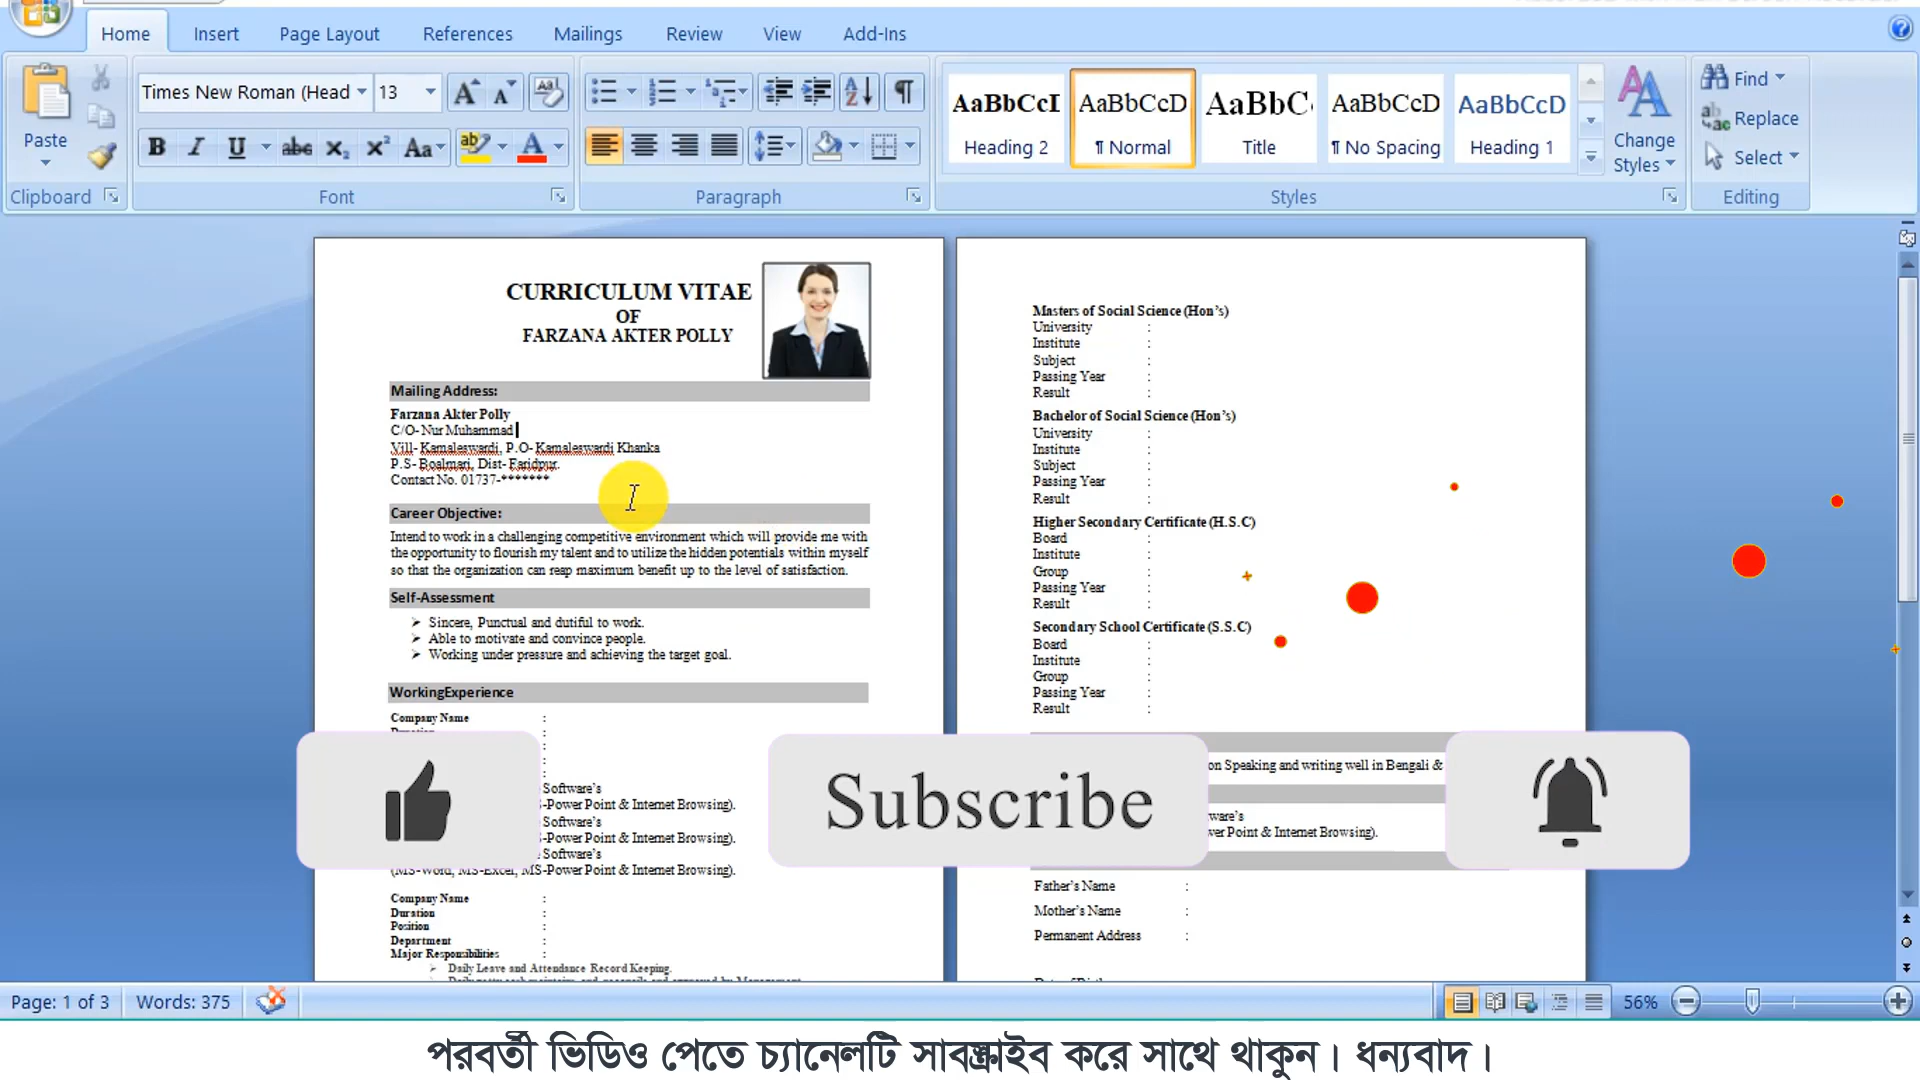 Home Insert Page Layout References Mailings Review View Add-Ins
Paste
Clipboard
Times New Roman (Head 13
B I U abc X₂ X² Aa ab A
Font
Paragraph
AaBbCcI AaBbCcD AaBbC AaBbCcD AaBbCcD
Heading 2 ¶ Normal Title ¶ No Spacing Heading 1
Styles
Change
Styles
Find
Replace
Select
Editing
CURRICULUM VITAE
OF
FARZANA AKTER POLLY
Mailing Address:
Farzana Akter Polly
C/O- Nur Muhammad
Vill- Kamaleswardi, P.O- Kamaleswardi Khanka
P.S- Boalmari, Dist- Faridpur.
Contact No. 01737-*******
Career Objective:
Intend to work in a challenging competitive environment which will provide me with
the opportunity to flourish my talent and to utilize the hidden potentials within myself
so that the organization can reap maximum benefit up to the level of satisfaction.
Self-Assessment
➢ Sincere, Punctual and dutiful to work.
➢ Able to motivate and convince people.
➢ Working under pressure and achieving the target goal.
WorkingExperience
Company Name :
:
:
:
Software's
-Power Point & Internet Browsing).
Software's
-Power Point & Internet Browsing).
Software's
(MS-Word, MS-Excel, MS-Power Point & Internet Browsing).
Company Name :
Duration :
Position :
Department :
Major Responsibilities :
➢ Daily Leave and Attendance Record Keeping.
Masters of Social Science (Hon's)
University :
Institute :
Subject :
Passing Year :
Result :
Bachelor of Social Science (Hon's)
University :
Institute :
Subject :
Passing Year :
Result :
Higher Secondary Certificate (H.S.C)
Board :
Institute :
Group :
Passing Year :
Result :
Secondary School Certificate (S.S.C)
Board :
Institute :
Group :
Passing Year :
Result :
on Speaking and writing well in Bengali &
ware's
ver Point & Internet Browsing).
Father's Name :
Mother's Name :
Permanent Address :
Subscribe
Page: 1 of 3 Words: 375 56%
পরবর্তী ভিডিও পেতে চ্যানেলটি সাবস্ক্রাইব করে সাথে থাকুন। ধন্যবাদ।